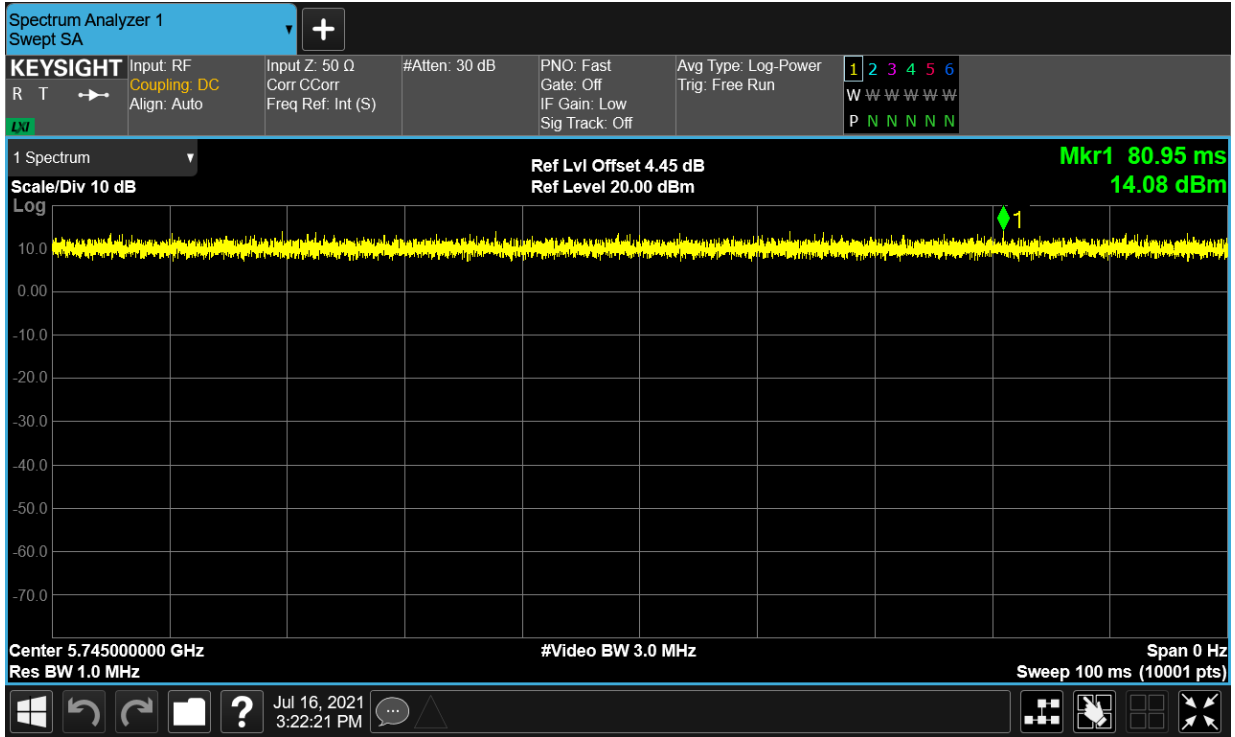 Spectrum Analyzer 1
Swept SA
▼
+
KEYSIGHT
R T
LXI
Input: RF
Coupling: DC
Align: Auto
Input Z: 50 Ω
Corr CCorr
Freq Ref: Int (S)
#Atten: 30 dB
PNO: Fast
Gate: Off
IF Gain: Low
Sig Track: Off
Avg Type: Log-Power
Trig: Free Run
1 2 3 4 5 6
W W W W W W
P N N N N N
1 Spectrum ▼
Scale/Div 10 dB
Log
Ref Lvl Offset 4.45 dB
Ref Level 20.00 dBm
Mkr1 80.95 ms
14.08 dBm
1
10.0
0.00
-10.0
-20.0
-30.0
-40.0
-50.0
-60.0
-70.0
Center 5.745000000 GHz
Res BW 1.0 MHz
#Video BW 3.0 MHz
Span 0 Hz
Sweep 100 ms (10001 pts)
?
Jul 16, 2021
3:22:21 PM